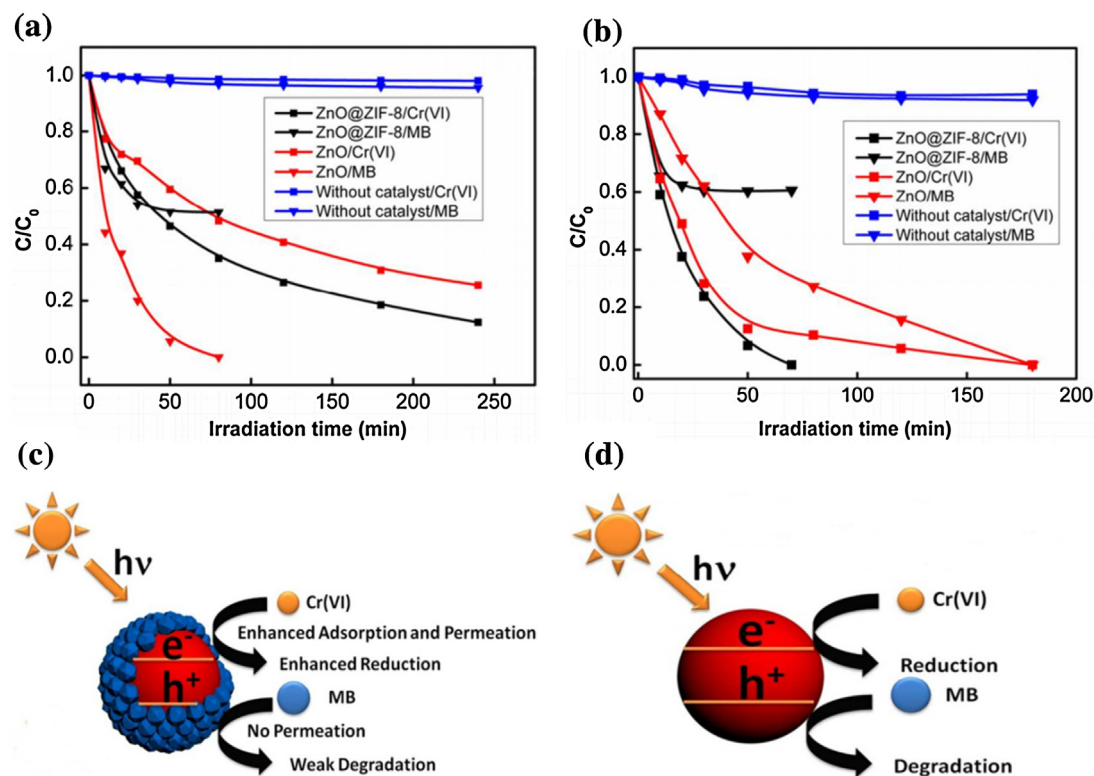 (a)
C/C0
1.0
0.8
0.6
0.4
0.2
0.0
ZnO@ZIF-8/Cr(VI)
ZnO@ZIF-8/MB
ZnO/Cr(VI)
ZnO/MB
Without catalyst/Cr(VI)
Without catalyst/MB
0 50 100 150 200 250
Irradiation time (min)
(b)
C/C0
1.0
0.8
0.6
0.4
0.2
0.0
ZnO@ZIF-8/Cr(VI)
ZnO@ZIF-8/MB
ZnO/Cr(VI)
ZnO/MB
Without catalyst/Cr(VI)
Without catalyst/MB
0 50 100 150 200
Irradiation time (min)
(c)
hν
e-
h+
Cr(VI)
Enhanced Adsorption and Permeation
Enhanced Reduction
MB
No Permeation
Weak Degradation
(d)
hν
e-
h+
Cr(VI)
Reduction
MB
Degradation